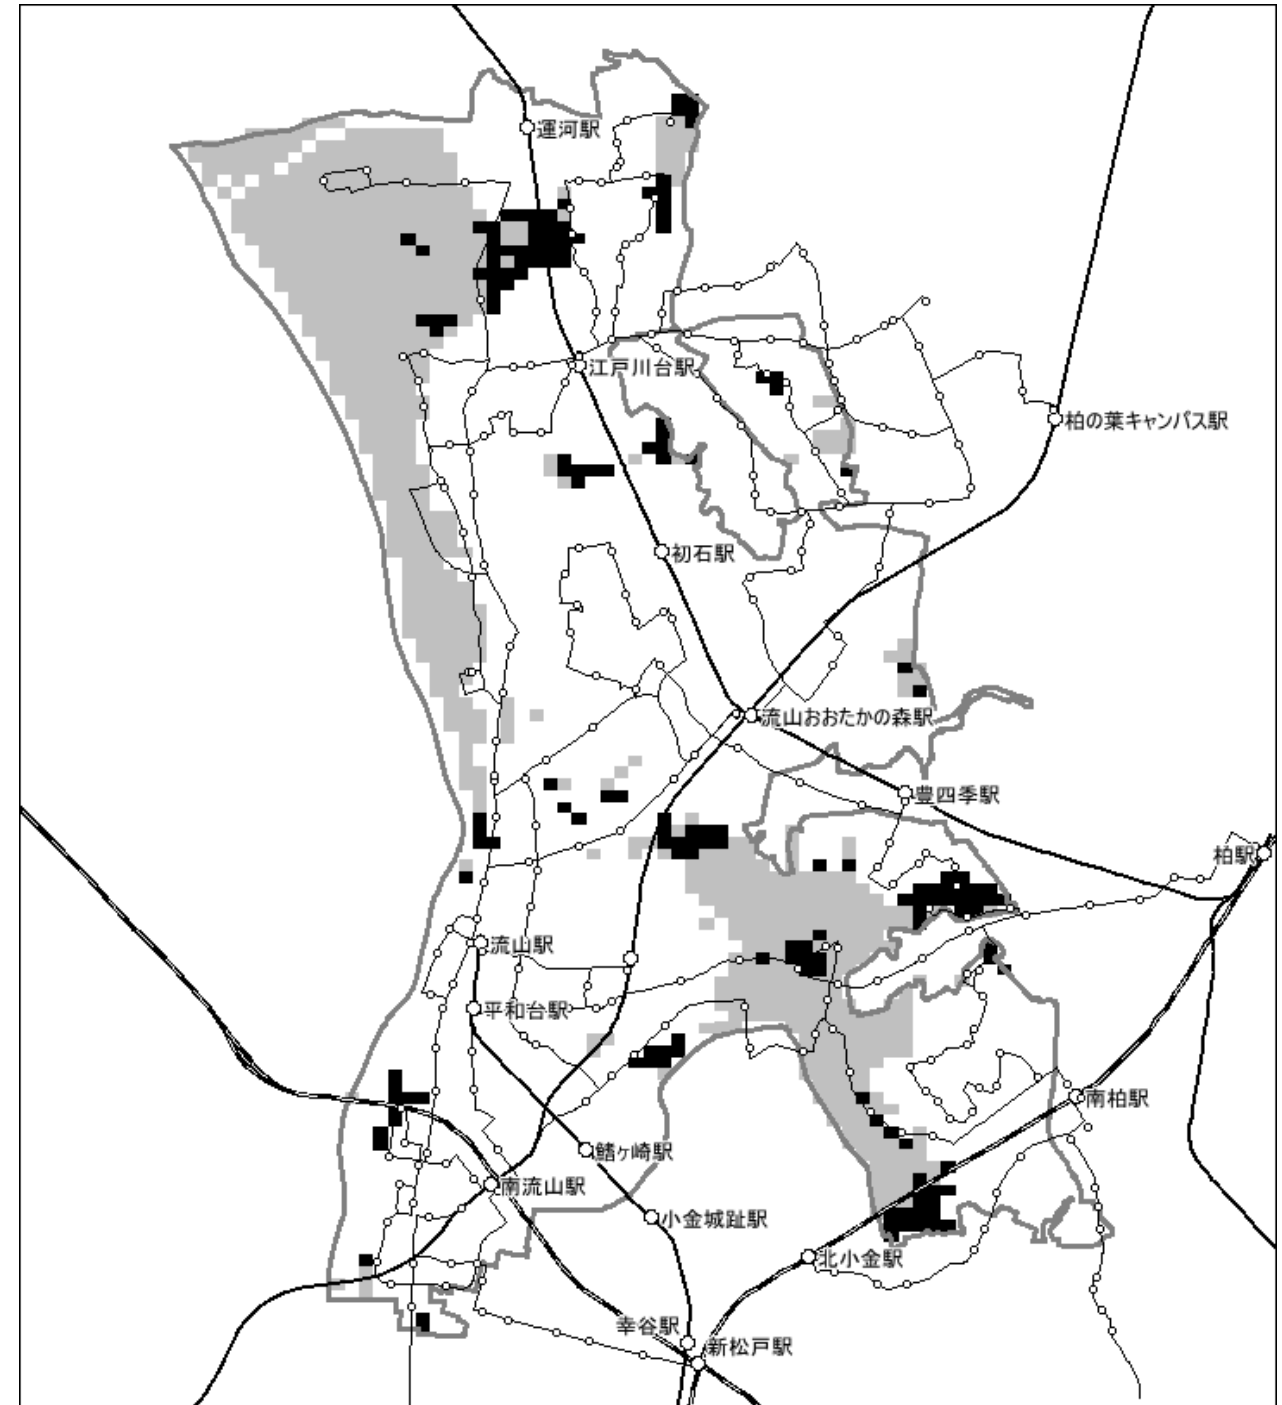 運河駅
江戸川台駅
柏の葉キャンパス駅
初石駅
流山おおたかの森駅
豊四季駅
柏駅
流山駅
平和台駅
南柏駅
鰭ヶ崎駅
南流山駅
小金城趾駅
北小金駅
幸谷駅
新松戸駅